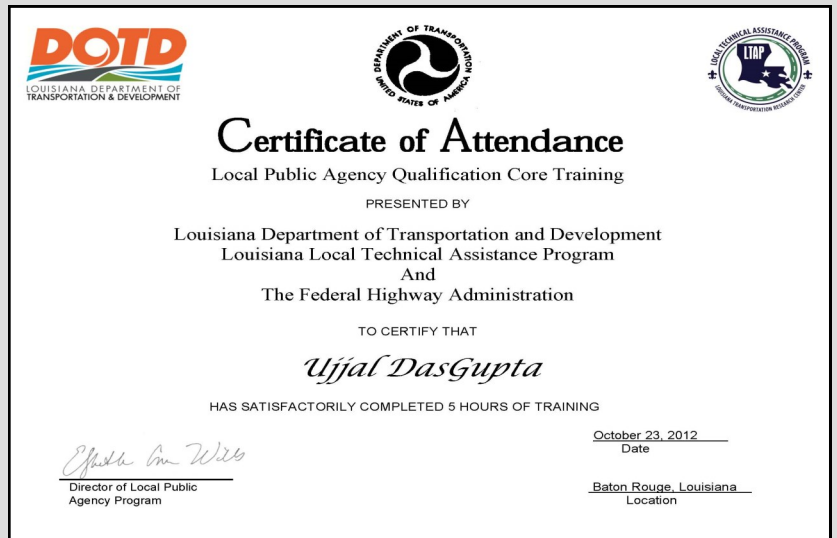 DOTD
LOUISIANA DEPARTMENT OF
TRANSPORTATION & DEVELOPMENT
DEPARTMENT OF TRANSPORTATION
UNITED STATES OF AMERICA
LOCAL TECHNICAL ASSISTANCE PROGRAM
LTAP
LOUISIANA TRANSPORTATION RESEARCH CENTER
Certificate of Attendance
Local Public Agency Qualification Core Training
PRESENTED BY
Louisiana Department of Transportation and Development
Louisiana Local Technical Assistance Program
And
The Federal Highway Administration
TO CERTIFY THAT
Ujjal DasGupta
HAS SATISFACTORILY COMPLETED 5 HOURS OF TRAINING
October 23, 2012
Date
Director of Local Public
Agency Program
Baton Rouge, Louisiana
Location